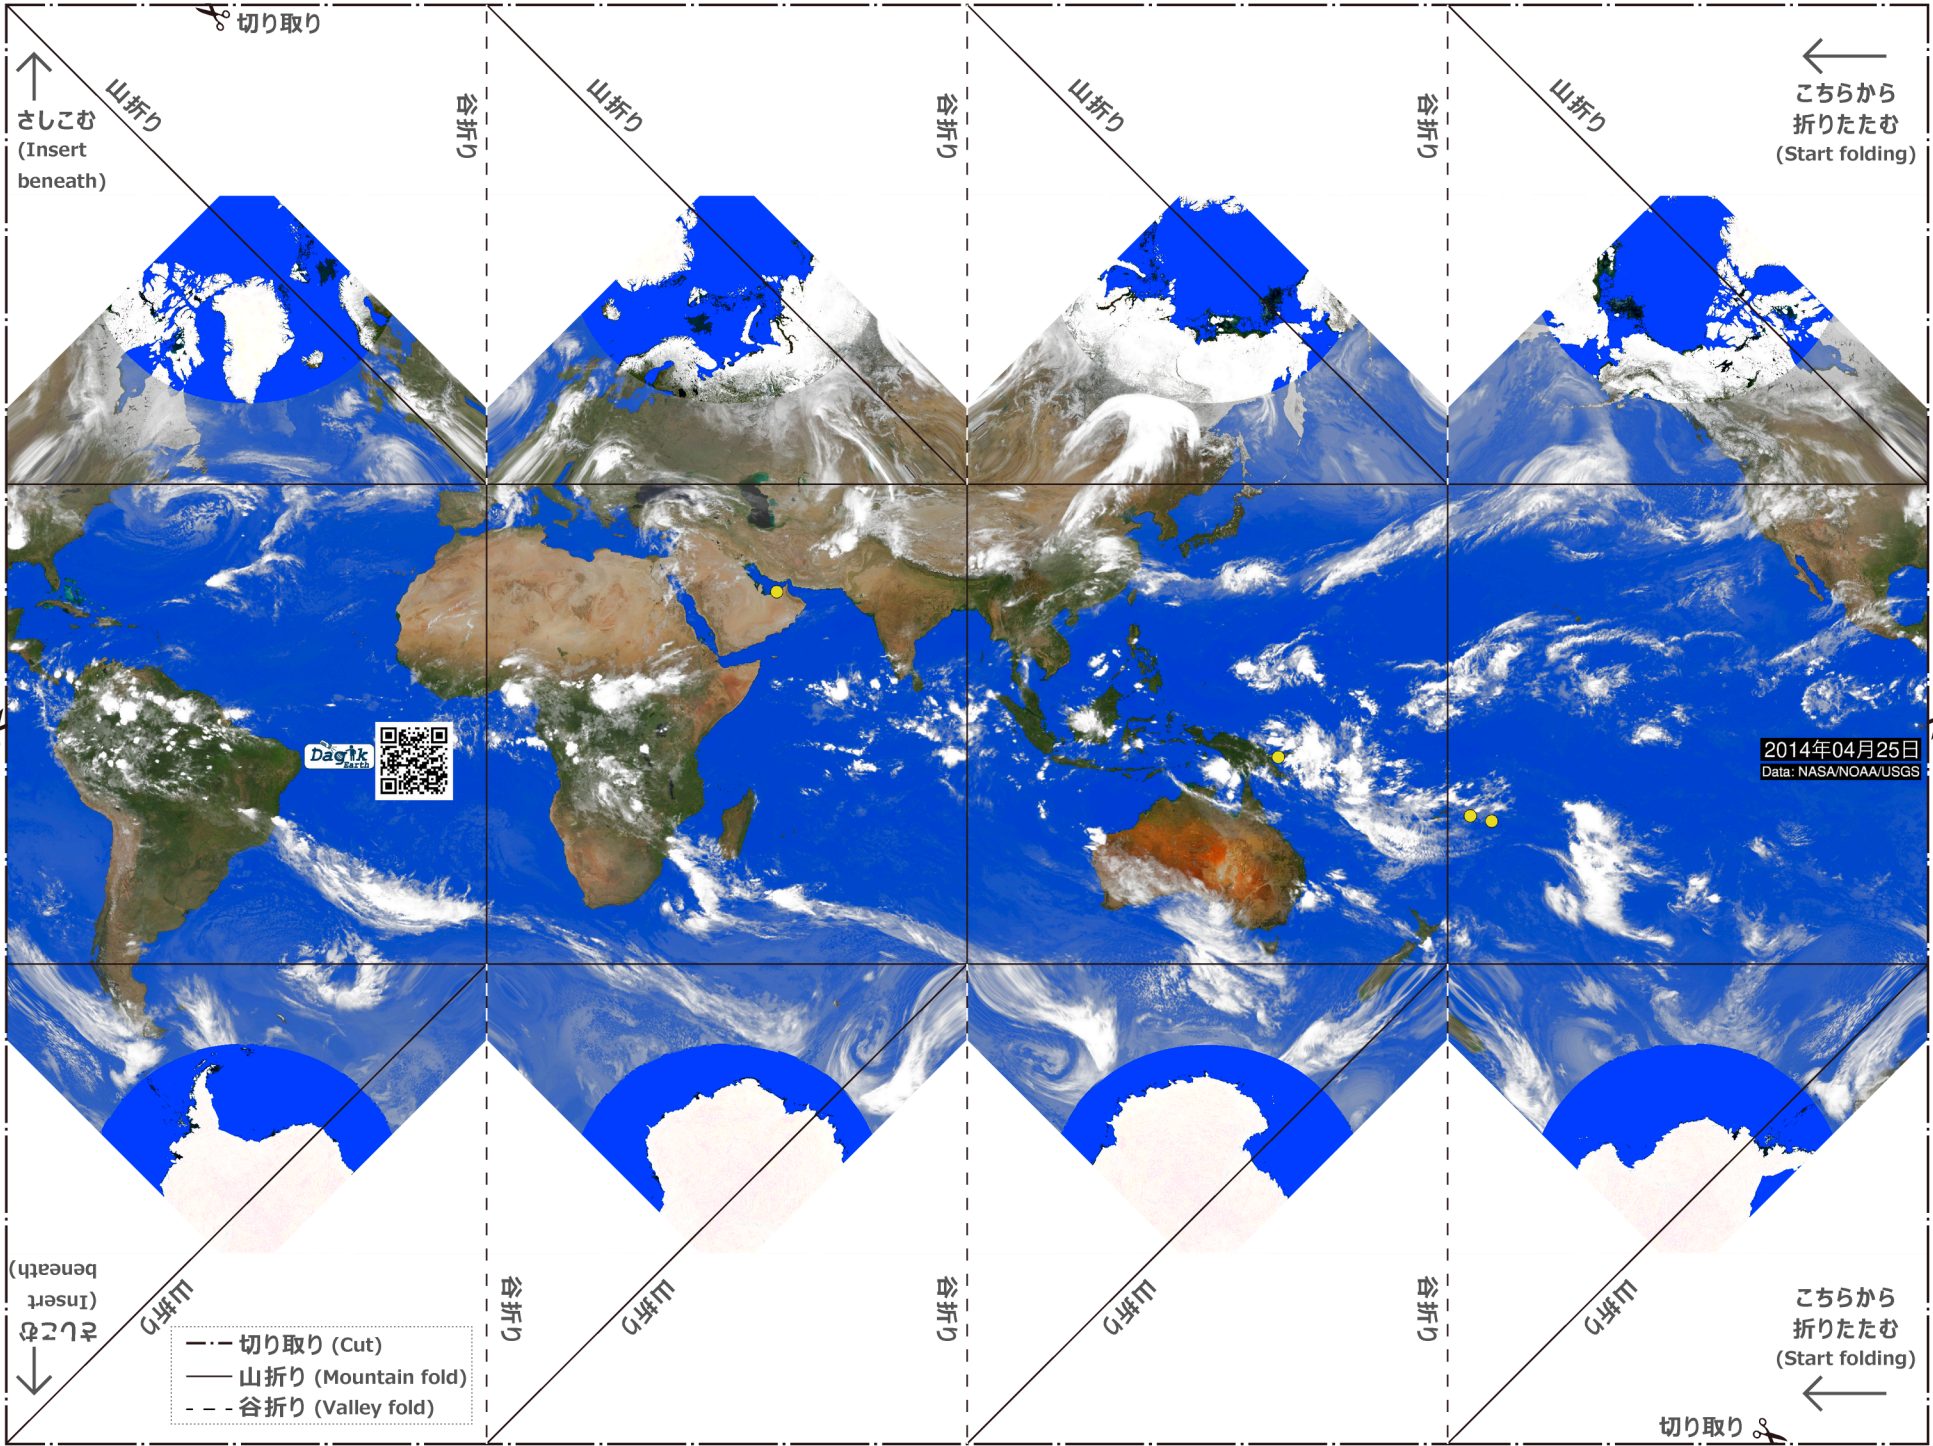 切り取り
山折り
谷折り
山折り
谷折り
山折り
谷折り
山折り
こちらから
折りたたむ
(Start folding)
さしこむ
(Insert
beneath)
Dagik
Earth
2014年04月25日
Data: NASA/NOAA/USGS
さしこむ
(Insert
beneath)
山折り
谷折り
山折り
谷折り
山折り
谷折り
山折り
こちらから
折りたたむ
(Start folding)
切り取り (Cut)
山折り (Mountain fold)
谷折り (Valley fold)
切り取り